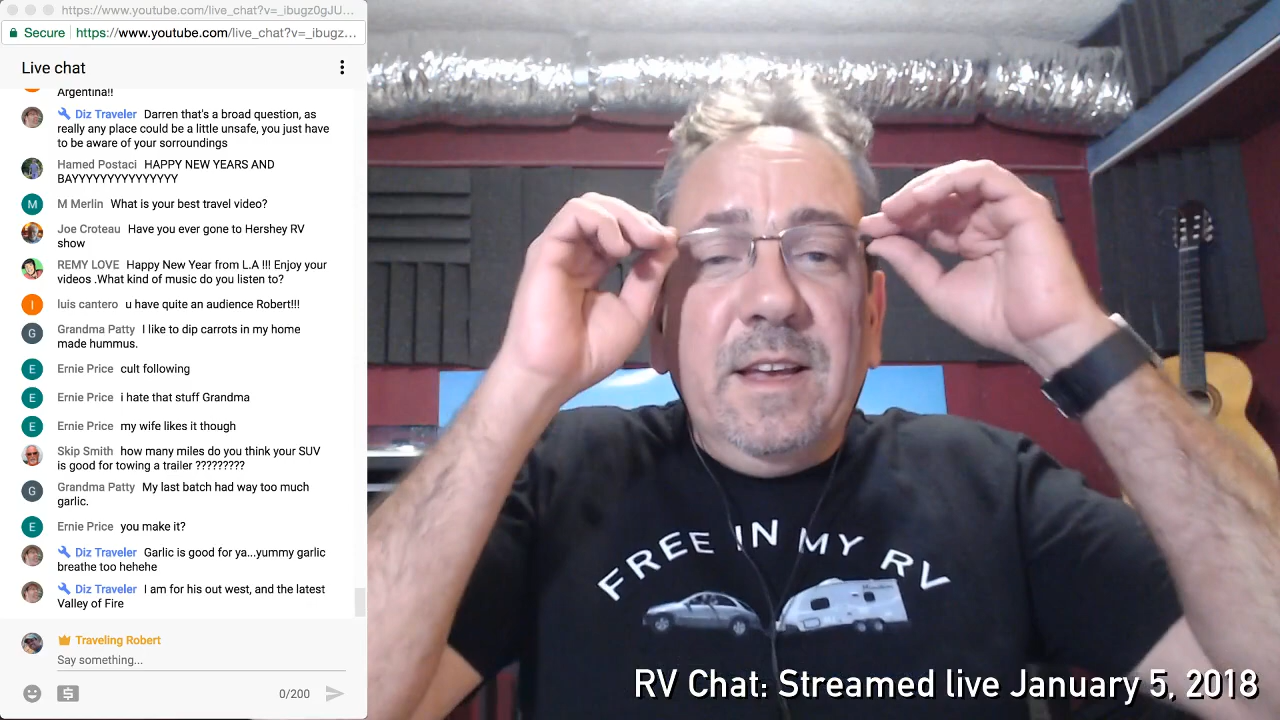 https://www.youtube.com/live_chat?v=_ibugz0gJU...
Secure https://www.youtube.com/live_chat?v=_ibugz...
Live chat
Argentina!!
Diz Traveler Darren that's a broad question, as
really any place could be a little unsafe, you just have
to be aware of your sorroundings
Hamed Postaci HAPPY NEW YEARS AND
BAYYYYYYYYYYYYYYY
M
M Merlin What is your best travel video?
Joe Croteau Have you ever gone to Hershey RV
show
REMY LOVE Happy New Year from L.A !!! Enjoy your
videos .What kind of music do you listen to?
l
luis cantero u have quite an audience Robert!!!
G
Grandma Patty I like to dip carrots in my home
made hummus.
E
Ernie Price cult following
E
Ernie Price i hate that stuff Grandma
E
Ernie Price my wife likes it though
Skip Smith how many miles do you think your SUV
is good for towing a trailer ?????????
G
Grandma Patty My last batch had way too much
garlic.
E
Ernie Price you make it?
Diz Traveler Garlic is good for ya...yummy garlic
breathe too hehehe
Diz Traveler I am for his out west, and the latest
Valley of Fire
Traveling Robert
Say something...
0/200
FREE IN MY RV
RV Chat: Streamed live January 5, 2018